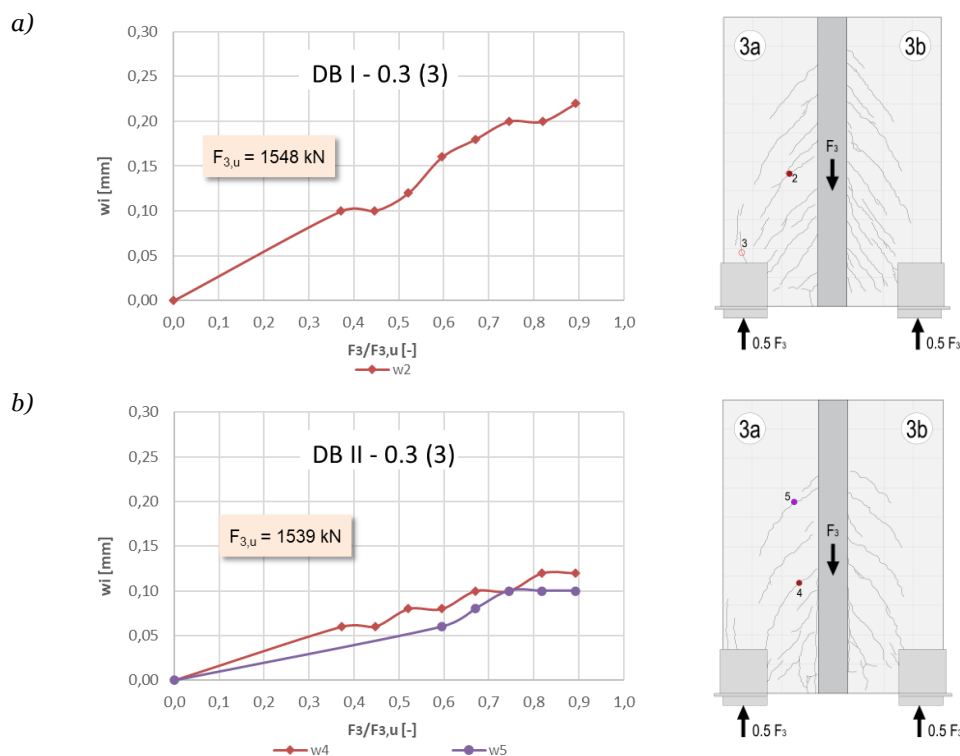 a)
0,30
0,25
0,20
0,15
0,10
0,05
0,00
wi [mm]
DB I - 0.3 (3)
F3,u = 1548 kN
0,0 0,1 0,2 0,3 0,4 0,5 0,6 0,7 0,8 0,9 1,0
F3/F3,u [-]
w2
3a 3b
F3
2
3
0.5 F3 0.5 F3
b)
0,30
0,25
0,20
0,15
0,10
0,05
0,00
wi [mm]
DB II - 0.3 (3)
F3,u = 1539 kN
0,0 0,1 0,2 0,3 0,4 0,5 0,6 0,7 0,8 0,9 1,0
F3/F3,u [-]
w4 w5
3a 3b
5
F3
4
0.5 F3 0.5 F3